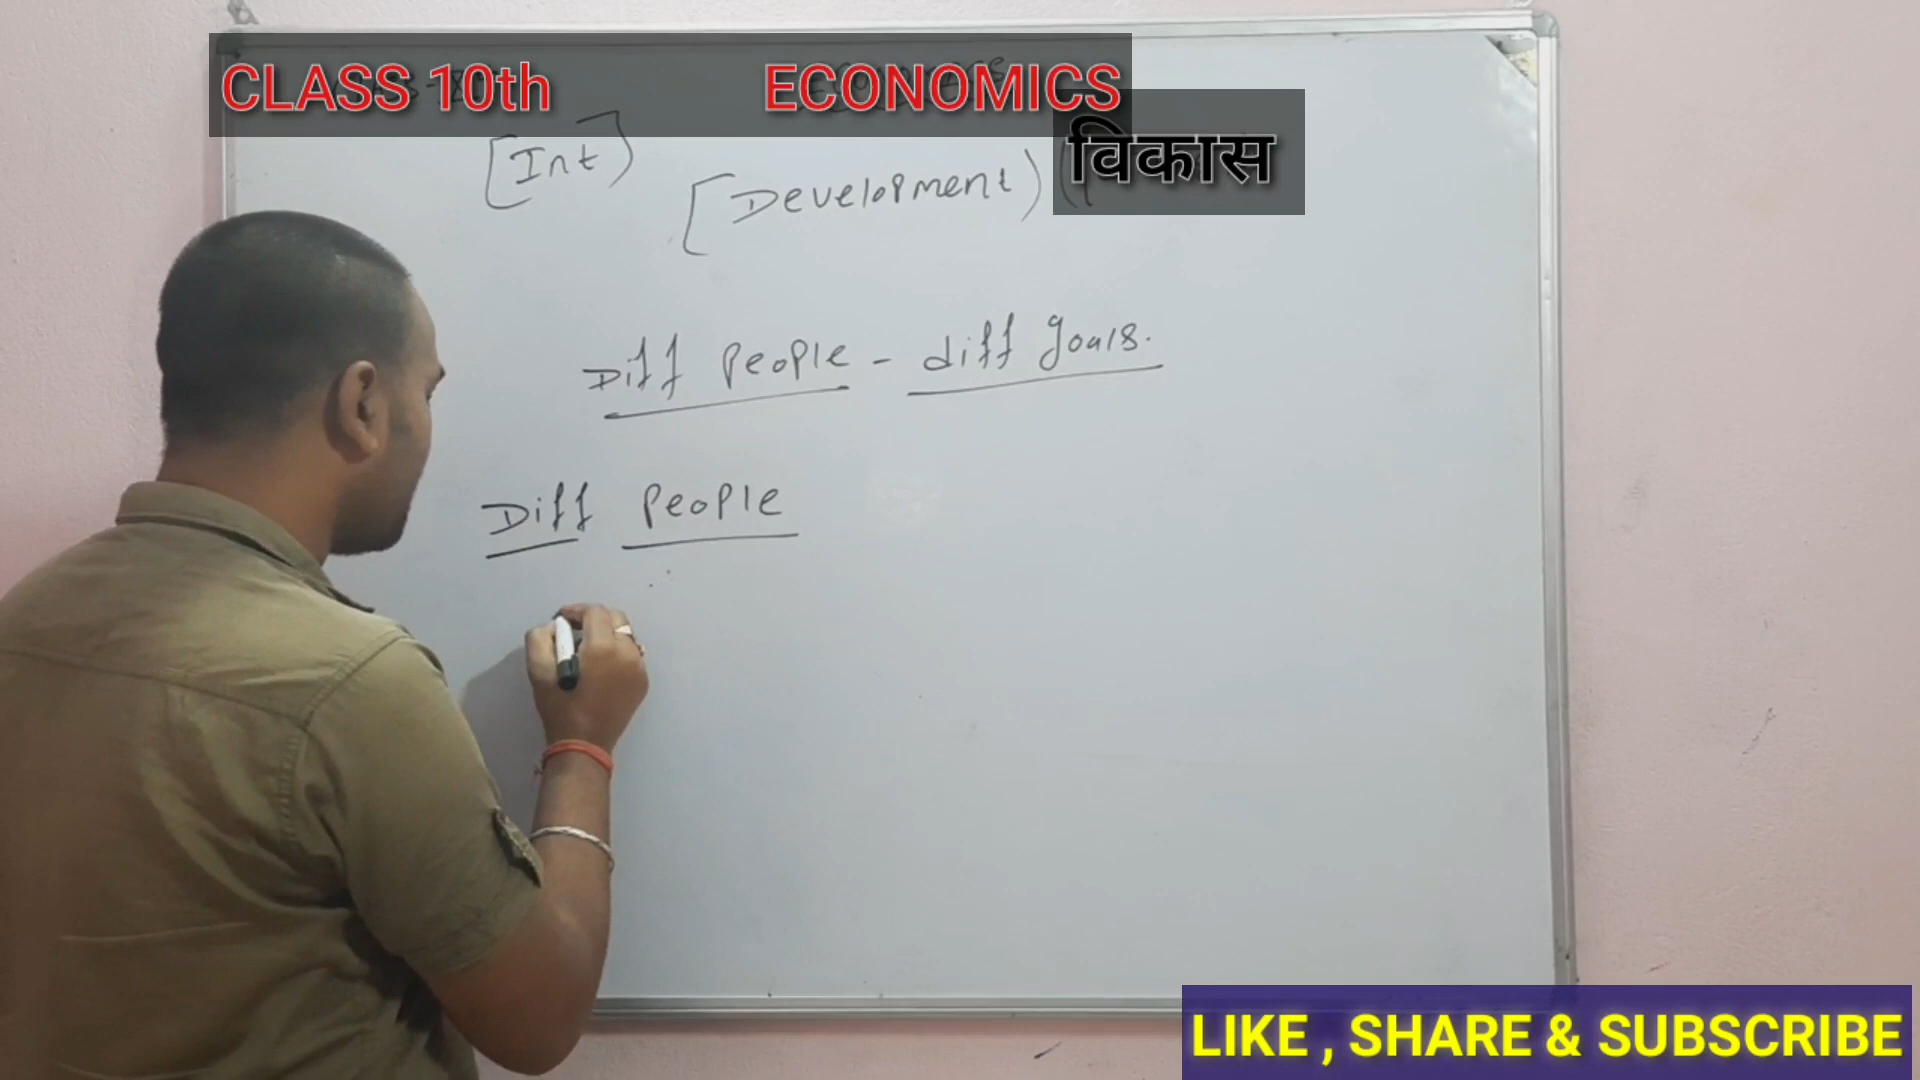 CLASS 10th ECONOMICS
विकास
[Int]
[Development)
Diff People - diff goals.
Diff People
LIKE , SHARE & SUBSCRIBE